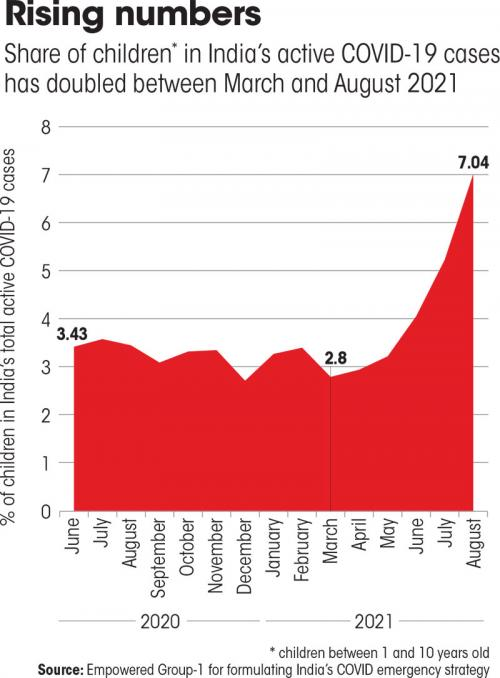 Rising numbers
Share of children* in India's active COVID-19 cases
has doubled between March and August 2021
% of children in India's total active COVID-19 cases
8
7
6
5
4
3
2
1
0
3.43
2.8
7.04
June
July
August
September
October
November
December
January
February
March
April
May
June
July
August
2020
2021
* children between 1 and 10 years old
Source: Empowered Group-1 for formulating India's COVID emergency strategy